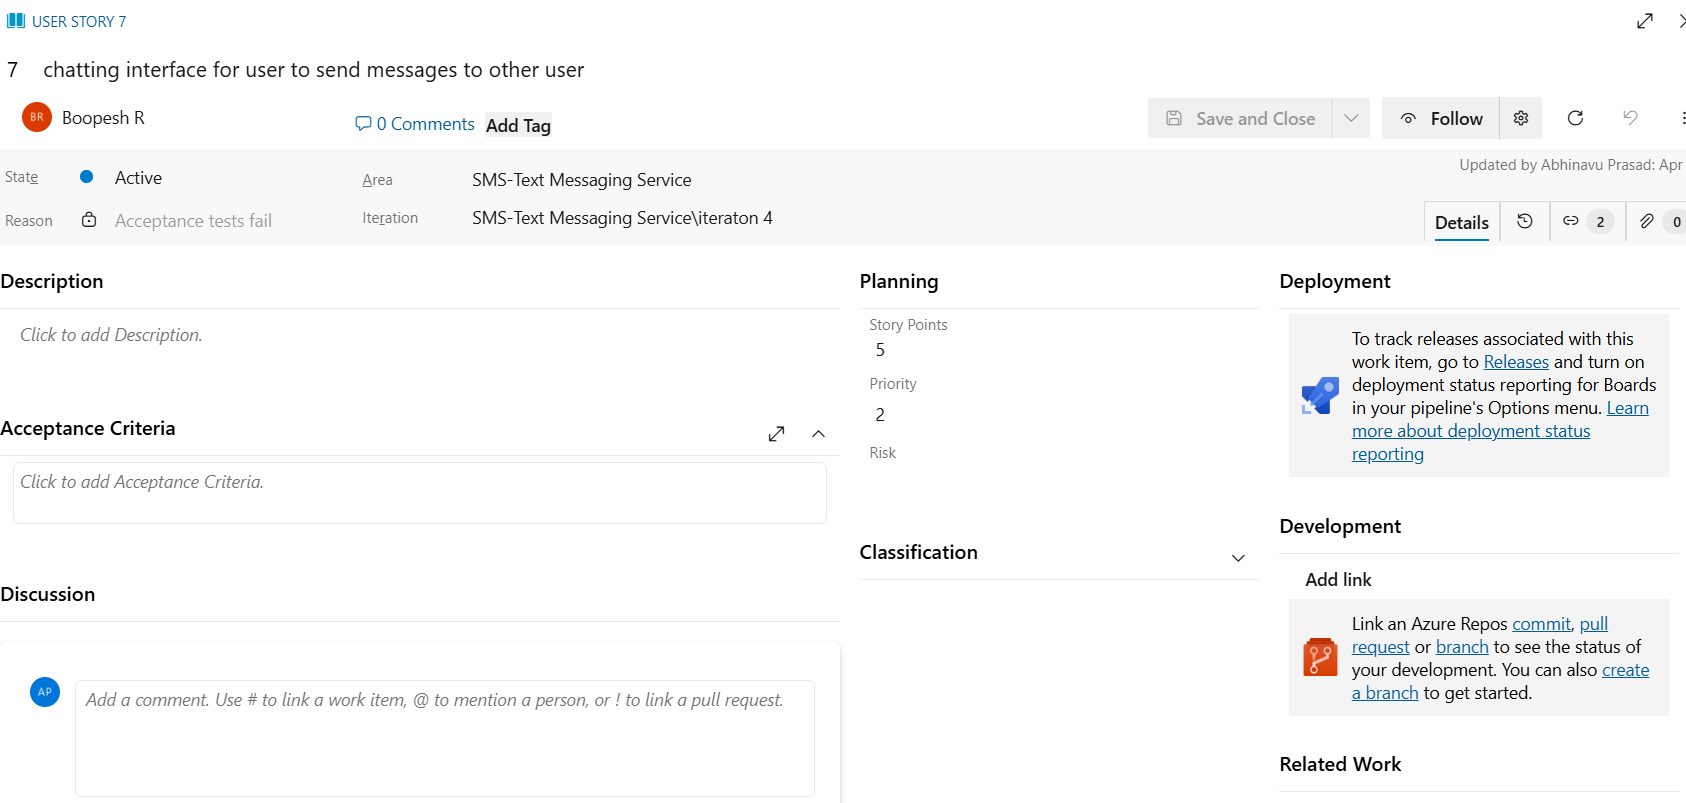 USER STORY 7
7 chatting interface for user to send messages to other user
BR Boopesh R
0 Comments Add Tag
Save and Close Follow
Updated by Abhinavu Prasad: Apr
State Active
Area SMS-Text Messaging Service
Reason Acceptance tests fail
Iteration SMS-Text Messaging Service\iteraton 4
Details 2 0
Description
Click to add Description.
Acceptance Criteria
Click to add Acceptance Criteria.
Discussion
AP
Add a comment. Use # to link a work item, @ to mention a person, or ! to link a pull request.
Planning
Story Points
5
Priority
2
Risk
Classification
Deployment
To track releases associated with this
work item, go to Releases and turn on
deployment status reporting for Boards
in your pipeline's Options menu. Learn
more about deployment status
reporting
Development
Add link
Link an Azure Repos commit, pull
request or branch to see the status of
your development. You can also create
a branch to get started.
Related Work